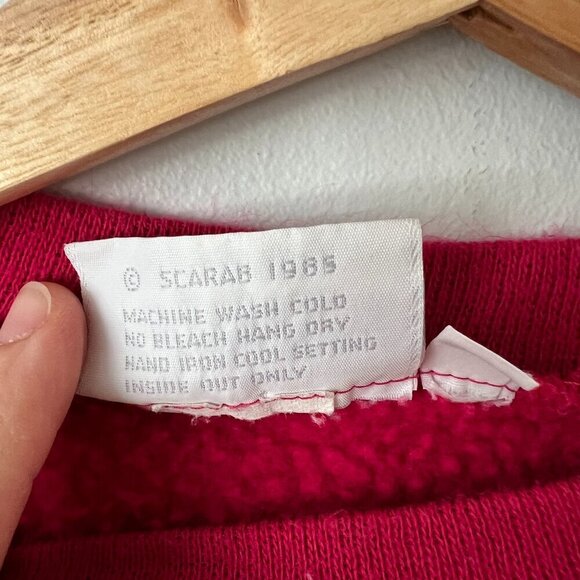 © SCARAB 1985
MACHINE WASH COLD
NO BLEACH HANG DRY
HAND IRON COOL SETTING
INSIDE OUT ONLY